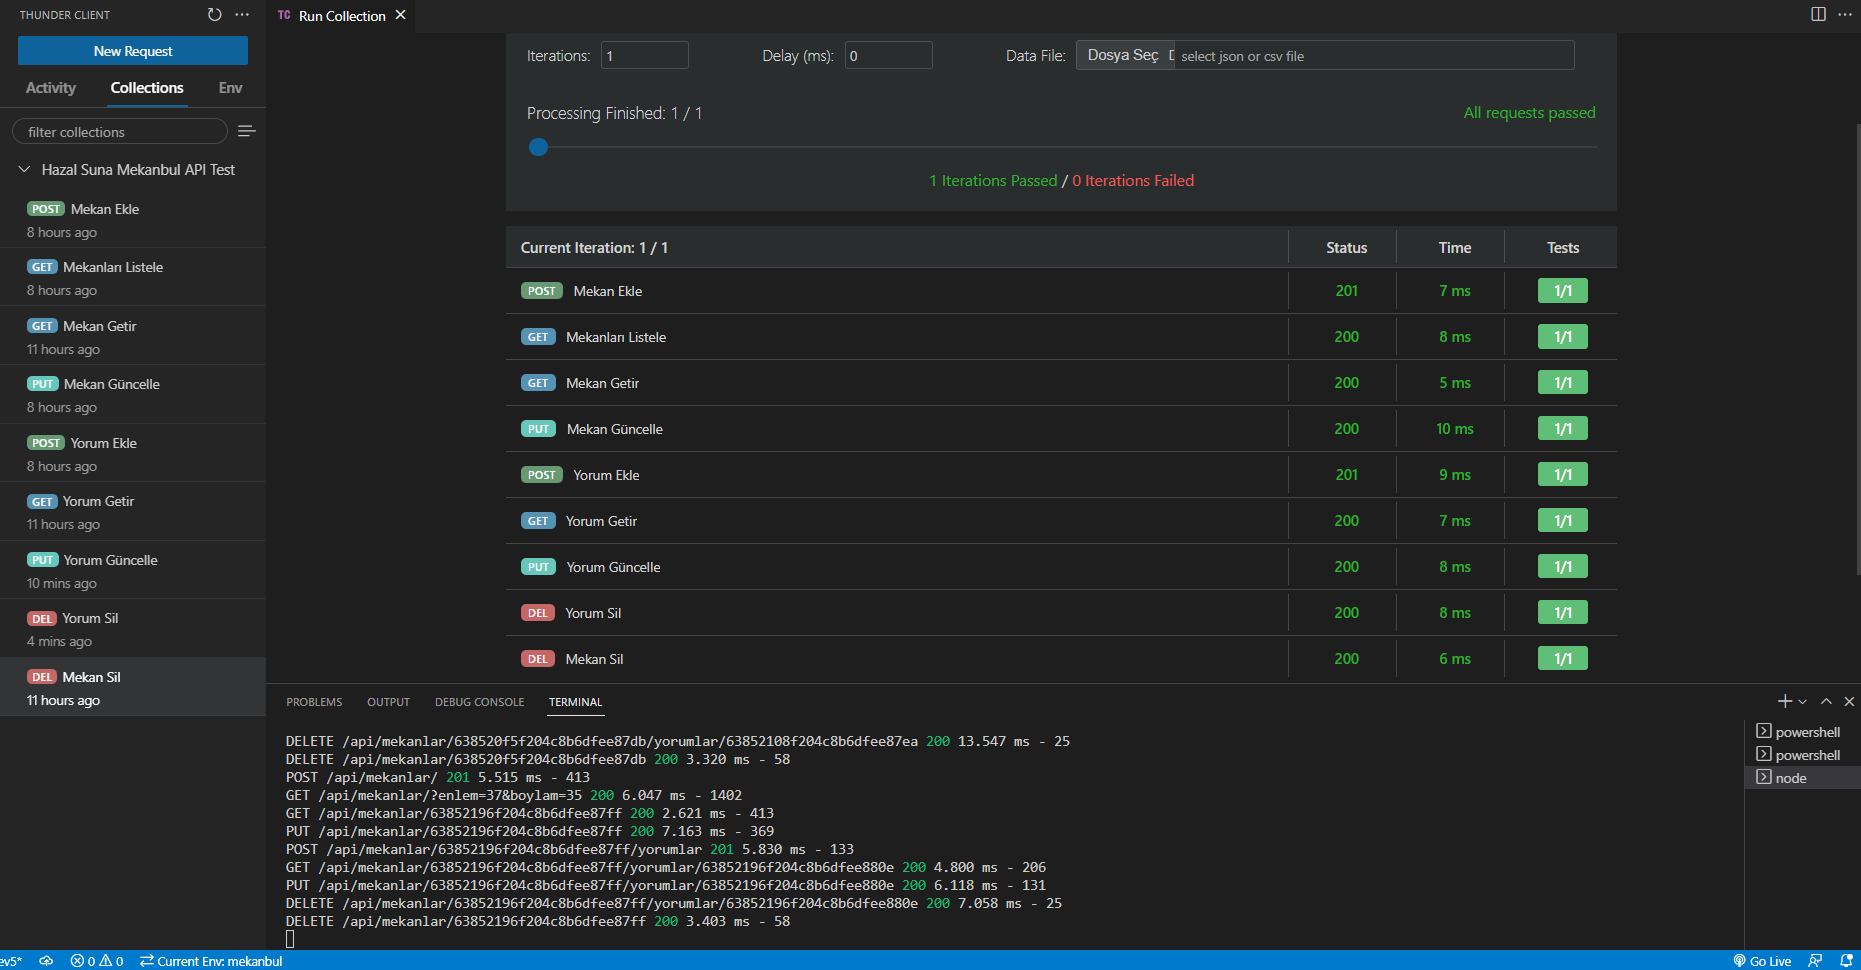 THUNDER CLIENT
New Request
Activity Collections Env
filter collections
Hazal Suna Mekanbul API Test
POST Mekan Ekle
8 hours ago
GET Mekanları Listele
8 hours ago
GET Mekan Getir
11 hours ago
PUT Mekan Güncelle
8 hours ago
POST Yorum Ekle
8 hours ago
GET Yorum Getir
11 hours ago
PUT Yorum Güncelle
10 mins ago
DEL Yorum Sil
4 mins ago
DEL Mekan Sil
11 hours ago
TC Run Collection
Iterations: 1 Delay (ms): 0 Data File: Dosya Seç select json or csv file
Processing Finished: 1 / 1 All requests passed
1 Iterations Passed / 0 Iterations Failed
Current Iteration: 1 / 1 Status Time Tests
POST Mekan Ekle 201 7 ms 1/1
GET Mekanları Listele 200 8 ms 1/1
GET Mekan Getir 200 5 ms 1/1
PUT Mekan Güncelle 200 10 ms 1/1
POST Yorum Ekle 201 9 ms 1/1
GET Yorum Getir 200 7 ms 1/1
PUT Yorum Güncelle 200 8 ms 1/1
DEL Yorum Sil 200 8 ms 1/1
DEL Mekan Sil 200 6 ms 1/1
PROBLEMS OUTPUT DEBUG CONSOLE TERMINAL
DELETE /api/mekanlar/638520f5f204c8b6dfee87db/yorumlar/63852108f204c8b6dfee87ea 200 13.547 ms - 25
DELETE /api/mekanlar/638520f5f204c8b6dfee87db 200 3.320 ms - 58
POST /api/mekanlar/ 201 5.515 ms - 413
GET /api/mekanlar/?enlem=37&boylam=35 200 6.047 ms - 1402
GET /api/mekanlar/63852196f204c8b6dfee87ff 200 2.621 ms - 413
PUT /api/mekanlar/63852196f204c8b6dfee87ff 200 7.163 ms - 369
POST /api/mekanlar/63852196f204c8b6dfee87ff/yorumlar 201 5.830 ms - 133
GET /api/mekanlar/63852196f204c8b6dfee87ff/yorumlar/63852196f204c8b6dfee880e 200 4.800 ms - 206
PUT /api/mekanlar/63852196f204c8b6dfee87ff/yorumlar/63852196f204c8b6dfee880e 200 6.118 ms - 131
DELETE /api/mekanlar/63852196f204c8b6dfee87ff/yorumlar/63852196f204c8b6dfee880e 200 7.058 ms - 25
DELETE /api/mekanlar/63852196f204c8b6dfee87ff 200 3.403 ms - 58
powershell
powershell
node
ev5* 0 0 Current Env: mekanbul Go Live